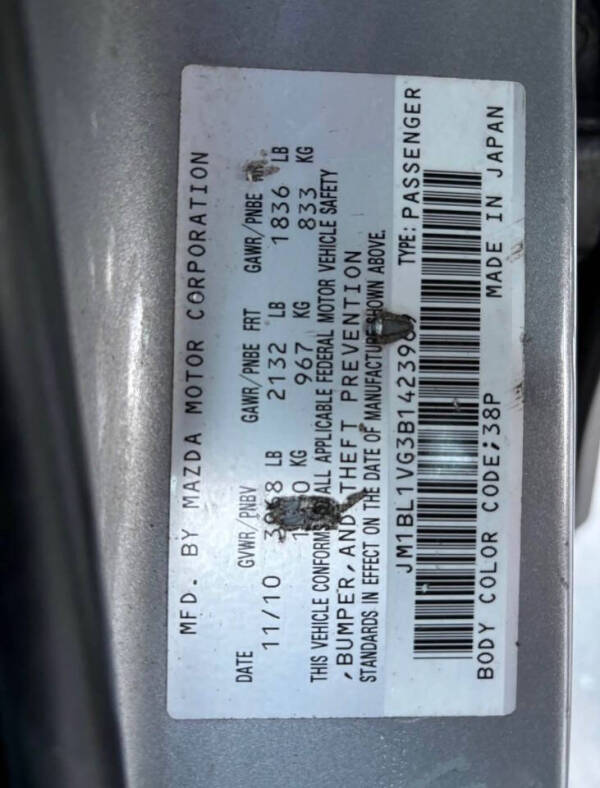 MFD. BY MAZDA MOTOR CORPORATION
DATE GVWR/PNBV GAWR/PNBE FRT GAWR/PNBE
11/10 LB 2132 LB 1836 LB
KG 967 KG 833 KG
THIS VEHICLE CONFORMS ALL APPLICABLE FEDERAL MOTOR VEHICLE SAFETY
,BUMPER,AND THEFT PREVENTION
STANDARDS IN EFFECT ON THE DATE OF MANUFACTURE SHOWN ABOVE.
TYPE:PASSENGER
BODY COLOR CODE;38P MADE IN JAPAN